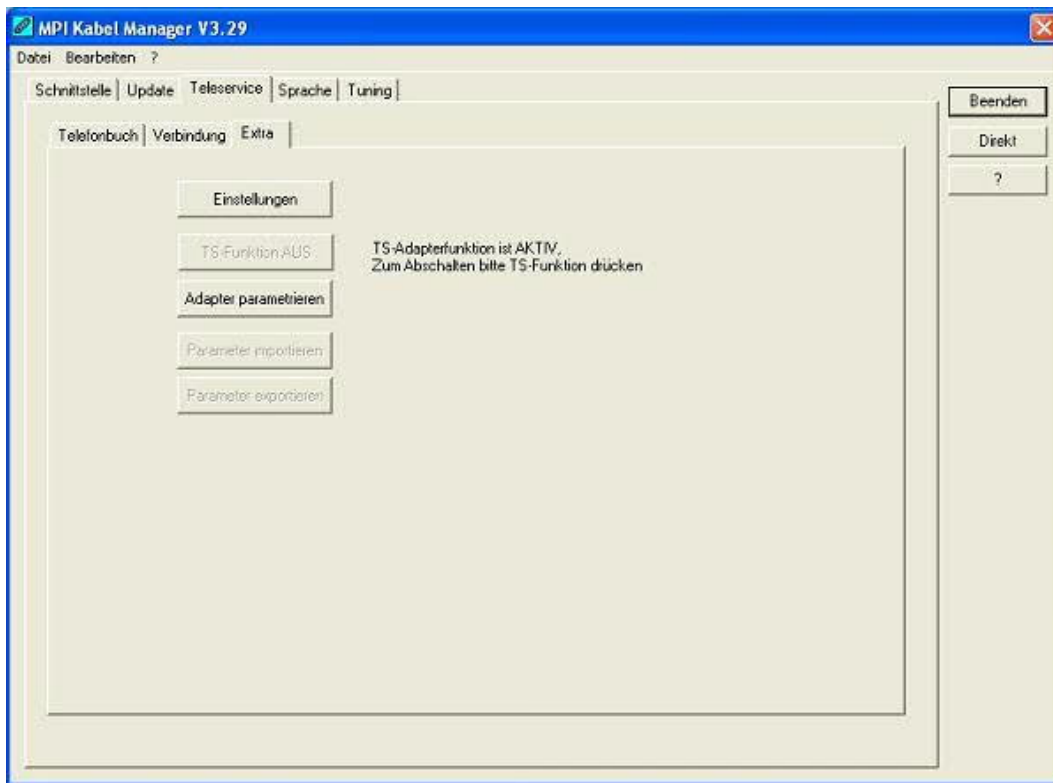 MPI Kabel Manager V3.29
Datei Bearbeiten ?
Schnittstelle Update Teleservice Sprache Tuning
Beenden
Telefonbuch Verbindung Extra
Direkt
?
Einstellungen
TS-Funktion AUS
TS-Adapterfunktion ist AKTIV,
Zum Abschalten bitte TS-Funktion drücken
Adapter parametrieren
Parameter importieren
Parameter exportieren